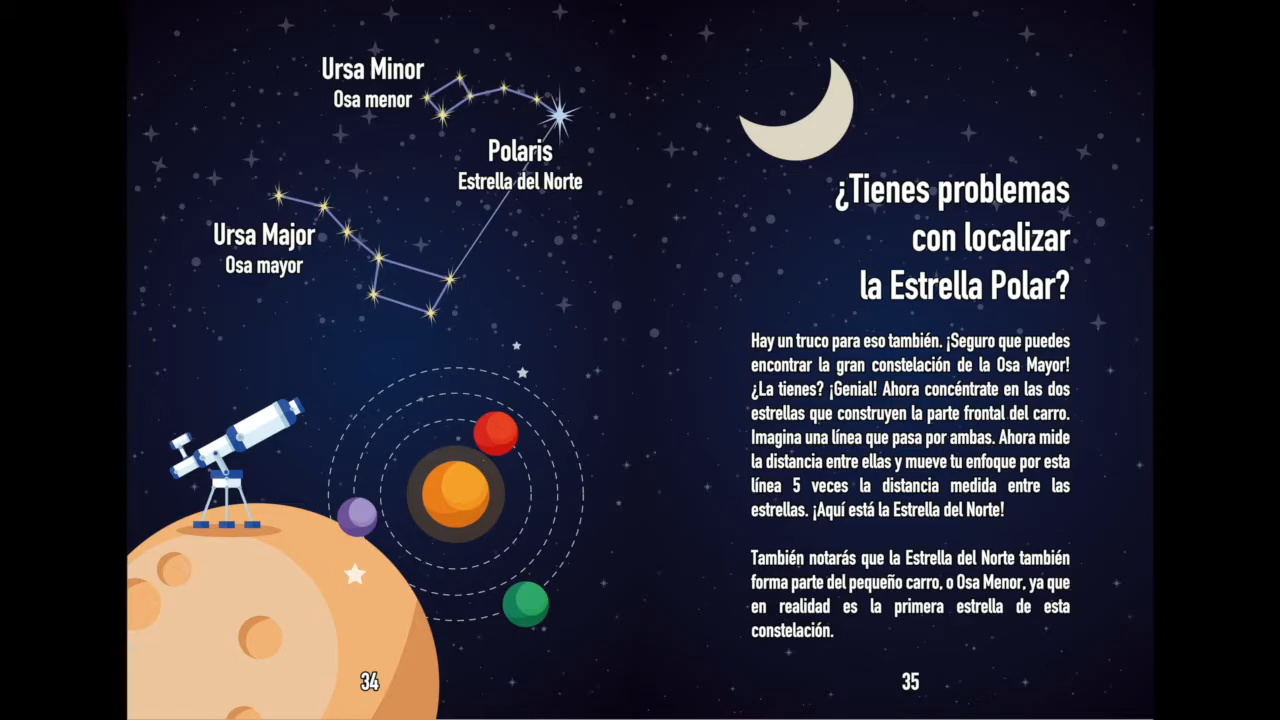 Ursa Minor
Osa menor
Polaris
Estrella del Norte
Ursa Major
Osa mayor
34
¿Tienes problemas
con localizar
la Estrella Polar?
Hay un truco para eso también. ¡Seguro que puedes
encontrar la gran constelación de la Osa Mayor!
¿La tienes? ¡Genial! Ahora concéntrate en las dos
estrellas que construyen la parte frontal del carro.
Imagina una línea que pasa por ambas. Ahora mide
la distancia entre ellas y mueve tu enfoque por esta
línea 5 veces la distancia medida entre las
estrellas. ¡Aquí está la Estrella del Norte!
También notarás que la Estrella del Norte también
forma parte del pequeño carro, o Osa Menor, ya que
en realidad es la primera estrella de esta
constelación.
35